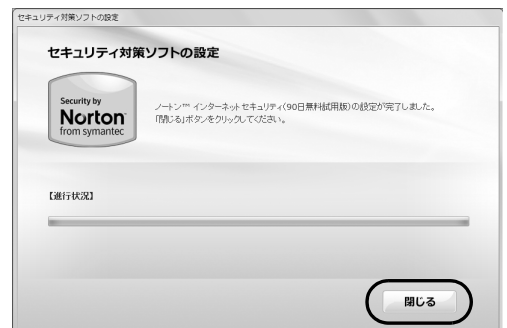 セキュリティ対策ソフトの設定
セキュリティ対策ソフトの設定
Security by
Norton
from symantec
ノートン™ インターネットセキュリティ(90日無料試用版)の設定が完了しました。
「閉じる」ボタンをクリックしてください。
【進行状況】
閉じる